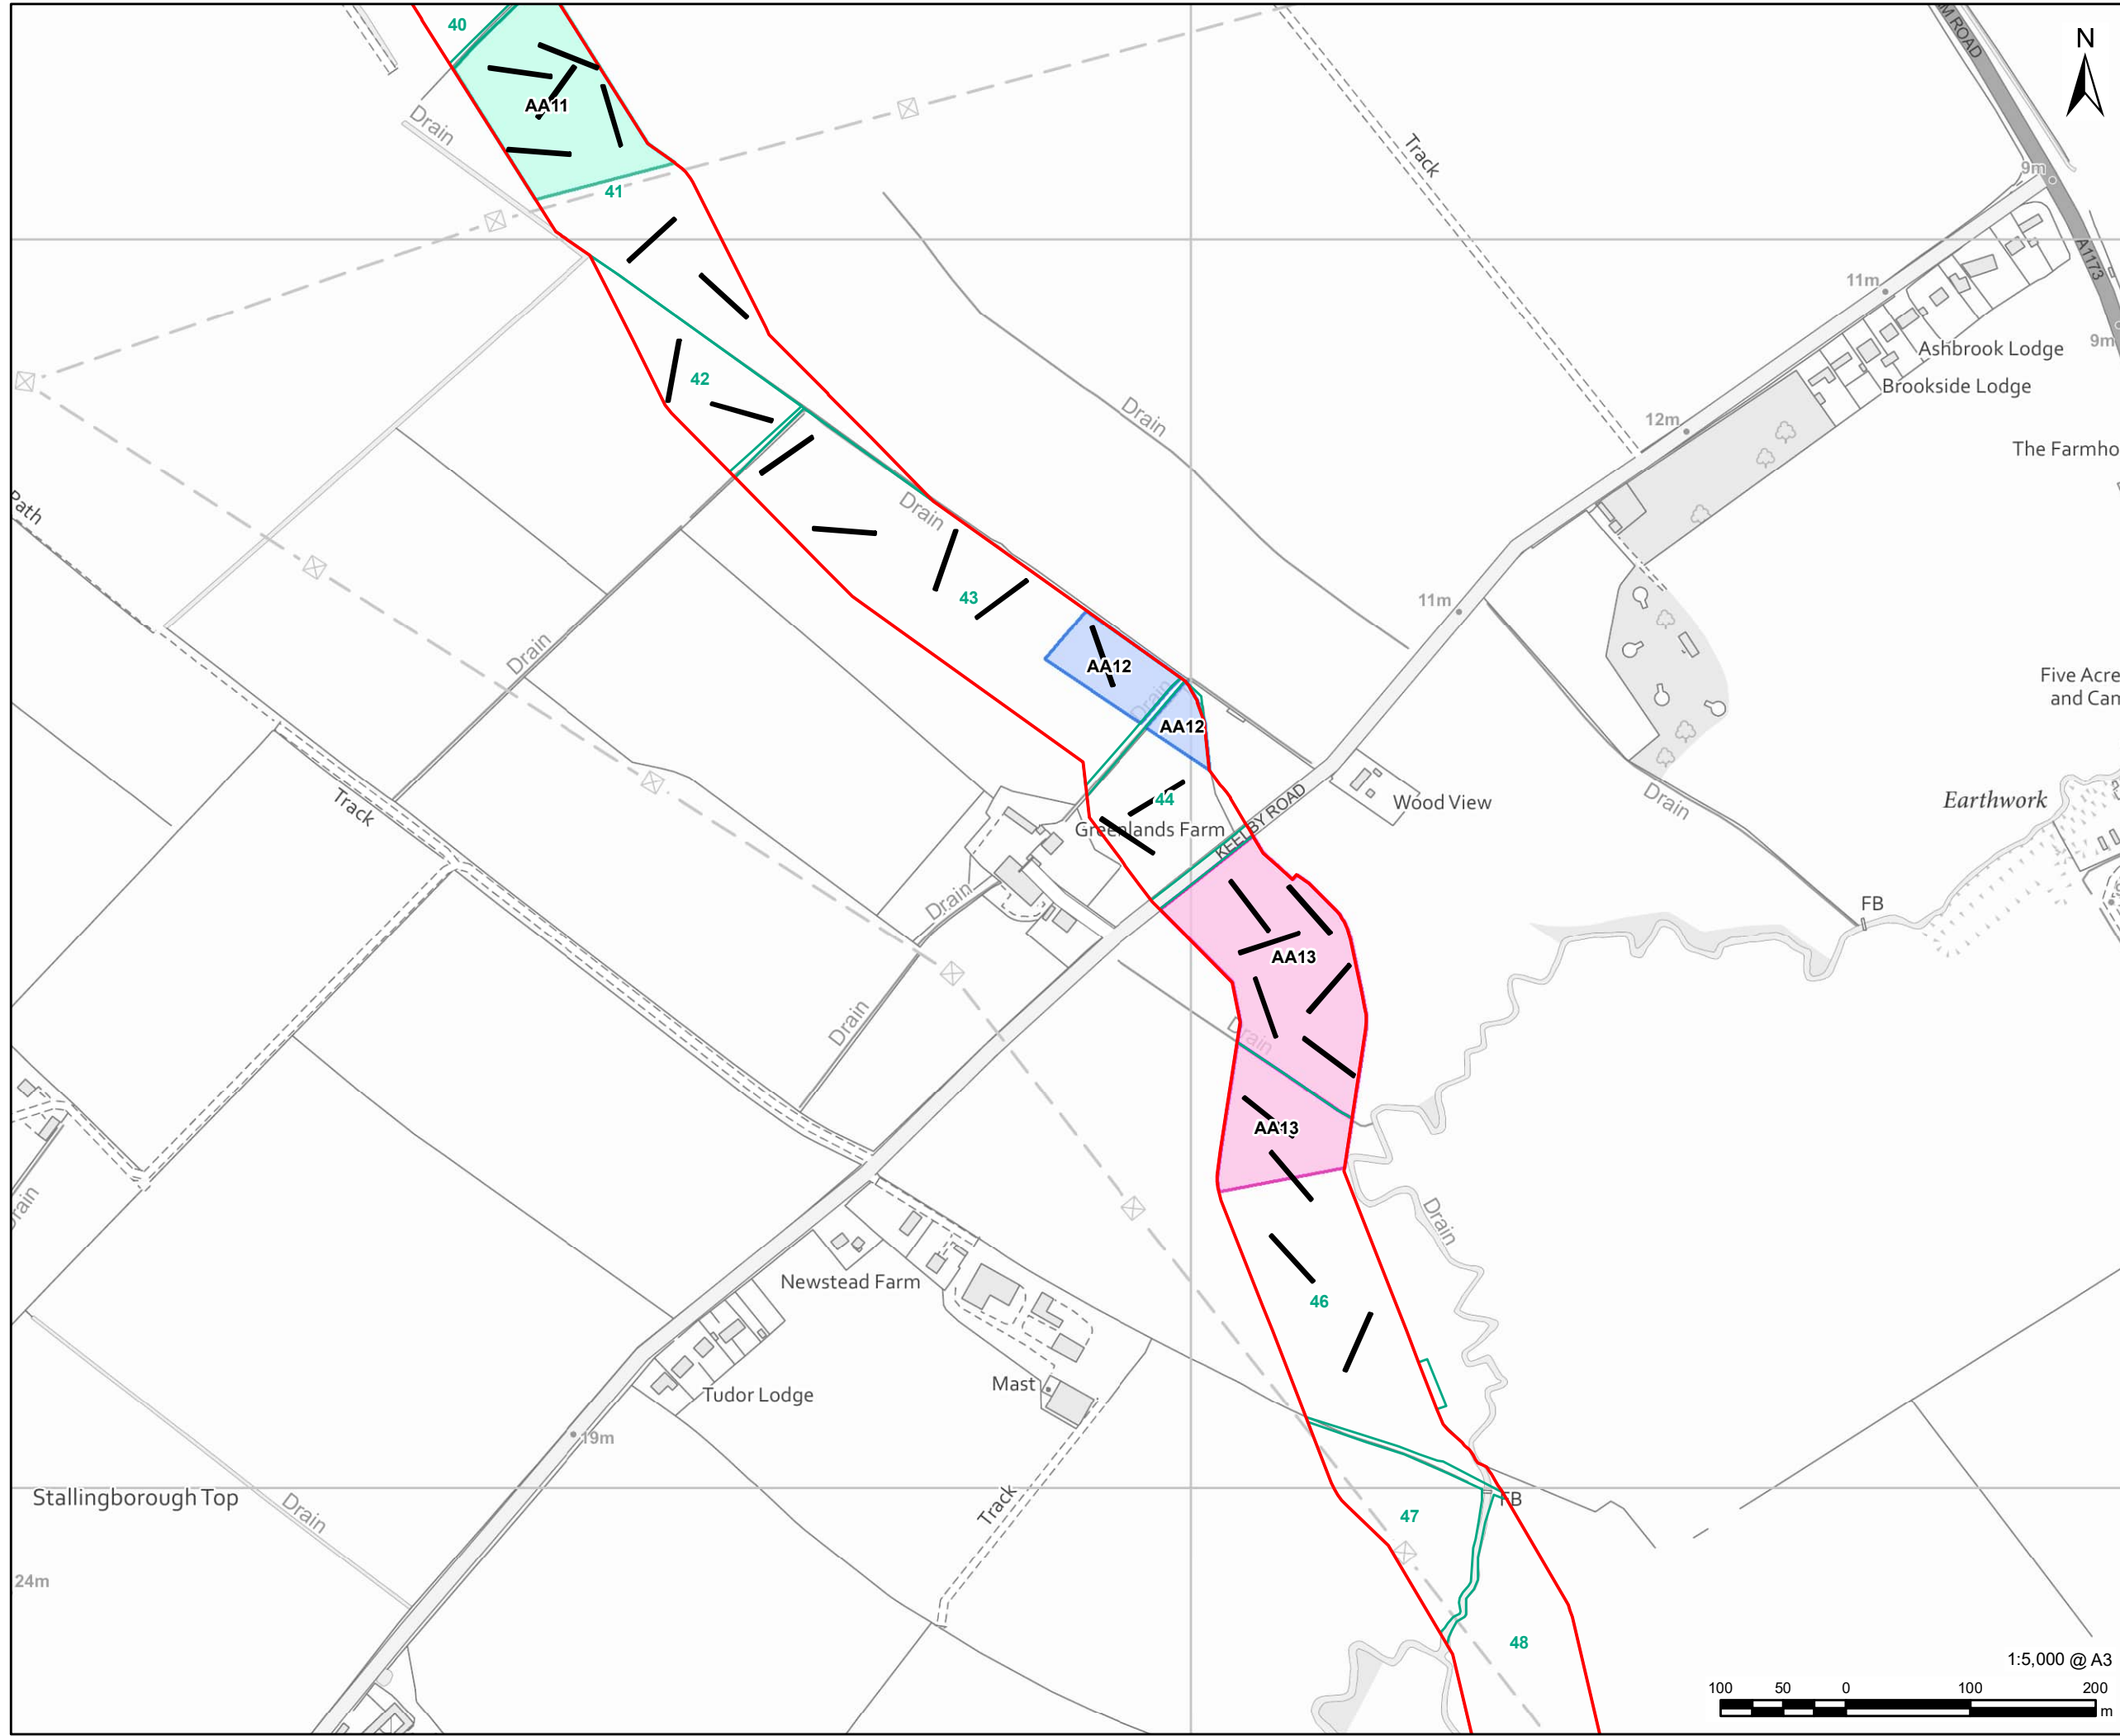 40
M ROAD
N
AA11
Drain
9m
Track
41
A1173
11m
9m
Ashbrook Lodge
42
Brookside Lodge
Drain
12m
The Farmho
Path
Drain
43
11m
Drain
AA12
Five Acre
and Can
Drain
AA12
Track
44
Wood View
Drain
Earthwork
Greenlands Farm
KEELBY ROAD
Drain
FB
AA13
Drain
Drain
AA13
Drain
Drain
Newstead Farm
46
Mast
Tudor Lodge
19m
Stallingborough Top
Drain
Track
FB
47
24m
48
1:5,000 @ A3
100 50 0 100 200
m